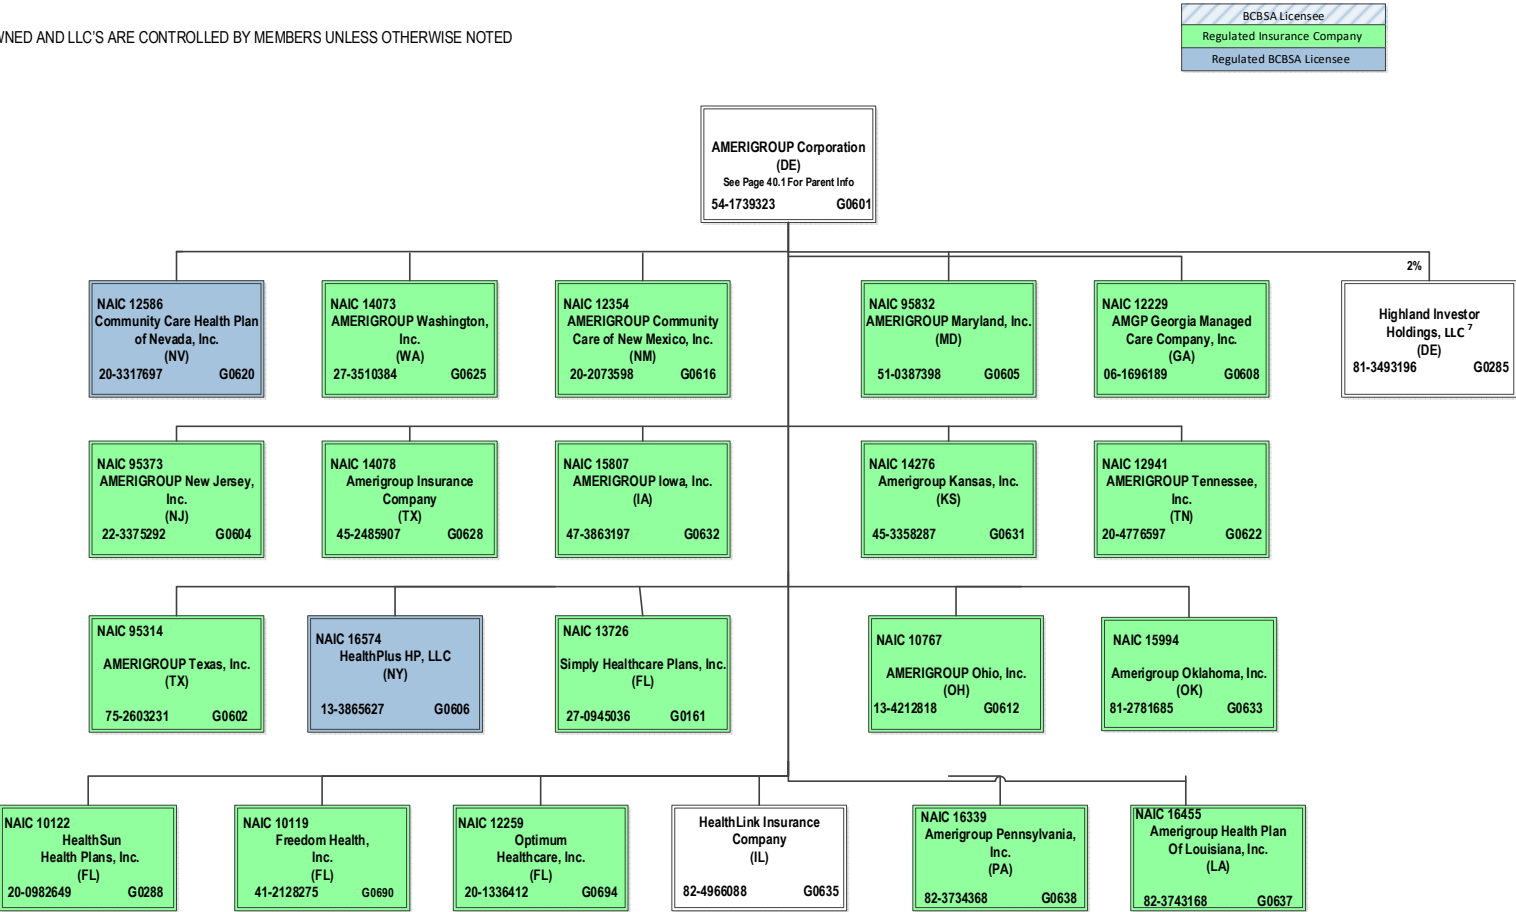 WNED AND LLC'S ARE CONTROLLED BY MEMBERS UNLESS OTHERWISE NOTED
BCBSA Licensee
Regulated Insurance Company
Regulated BCBSA Licensee
AMERIGROUP Corporation
(DE)
See Page 40.1 For Parent Info
54-1739323 G0601
2%
NAIC 12586
Community Care Health Plan
of Nevada, Inc.
(NV)
20-3317697 G0620
NAIC 14073
AMERIGROUP Washington,
Inc.
(WA)
27-3510384 G0625
NAIC 12354
AMERIGROUP Community
Care of New Mexico, Inc.
(NM)
20-2073598 G0616
NAIC 95832
AMERIGROUP Maryland, Inc.
(MD)
51-0387398 G0605
NAIC 12229
AMGP Georgia Managed
Care Company, Inc.
(GA)
06-1696189 G0608
Highland Investor
Holdings, LLC 7
(DE)
81-3493196 G0285
NAIC 95373
AMERIGROUP New Jersey,
Inc.
(NJ)
22-3375292 G0604
NAIC 14078
Amerigroup Insurance
Company
(TX)
45-2485907 G0628
NAIC 15807
AMERIGROUP Iowa, Inc.
(IA)
47-3863197 G0632
NAIC 14276
Amerigroup Kansas, Inc.
(KS)
45-3358287 G0631
NAIC 12941
AMERIGROUP Tennessee,
Inc.
(TN)
20-4776597 G0622
NAIC 95314
AMERIGROUP Texas, Inc.
(TX)
75-2603231 G0602
NAIC 16574
HealthPlus HP, LLC
(NY)
13-3865627 G0606
NAIC 13726
Simply Healthcare Plans, Inc.
(FL)
27-0945036 G0161
NAIC 10767
AMERIGROUP Ohio, Inc.
(OH)
13-4212818 G0612
NAIC 15994
Amerigroup Oklahoma, Inc.
(OK)
81-2781685 G0633
NAIC 10122
HealthSun
Health Plans, Inc.
(FL)
20-0982649 G0288
NAIC 10119
Freedom Health,
Inc.
(FL)
41-2128275 G0690
NAIC 12259
Optimum
Healthcare, Inc.
(FL)
20-1336412 G0694
HealthLink Insurance
Company
(IL)
82-4966088 G0635
NAIC 16339
Amerigroup Pennsylvania,
Inc.
(PA)
82-3734368 G0638
NAIC 16455
Amerigroup Health Plan
Of Louisiana, Inc.
(LA)
82-3743168 G0637